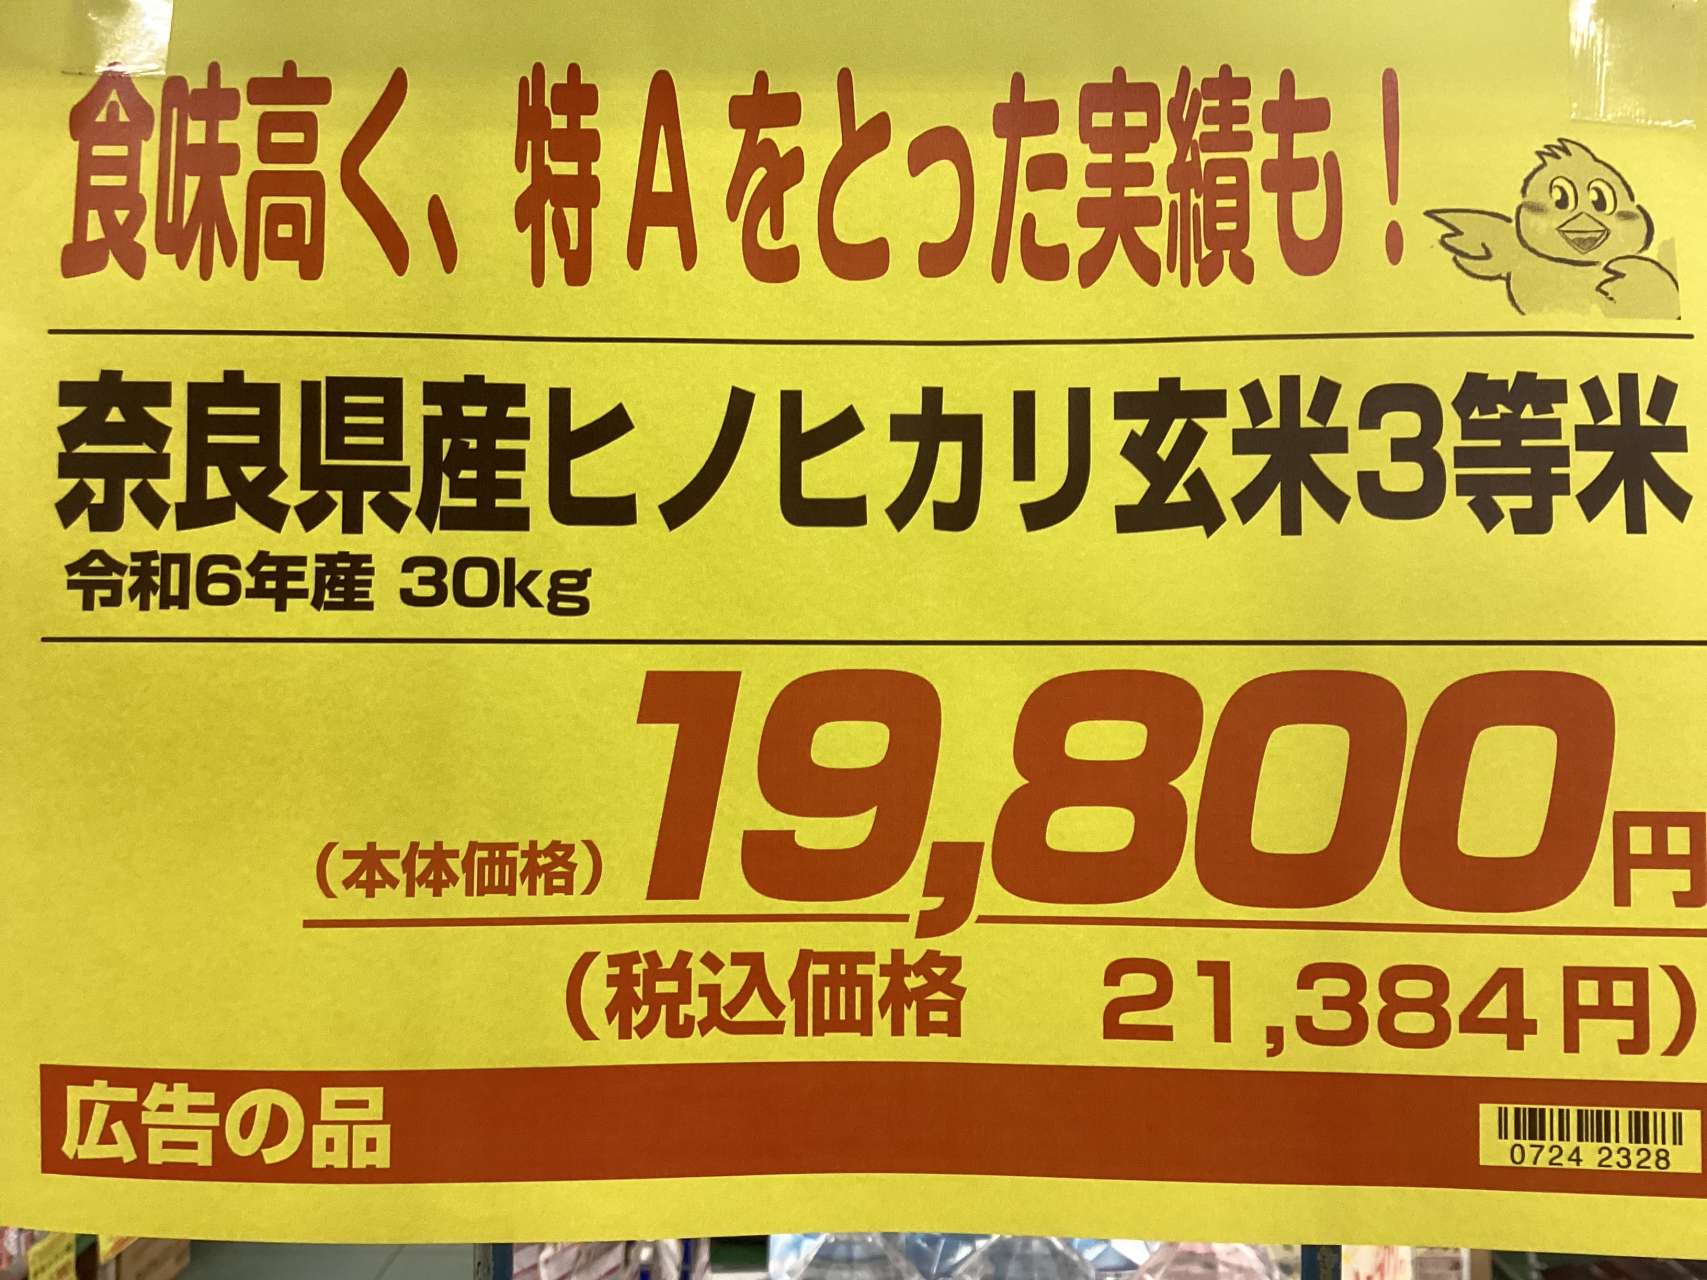 食味高く、特Aをとった実績も!
奈良県産ヒノヒカリ玄米3等米
令和6年産 30kg
(本体価格) 19,800円
(税込価格 21,384円)
広告の品
0724 2328